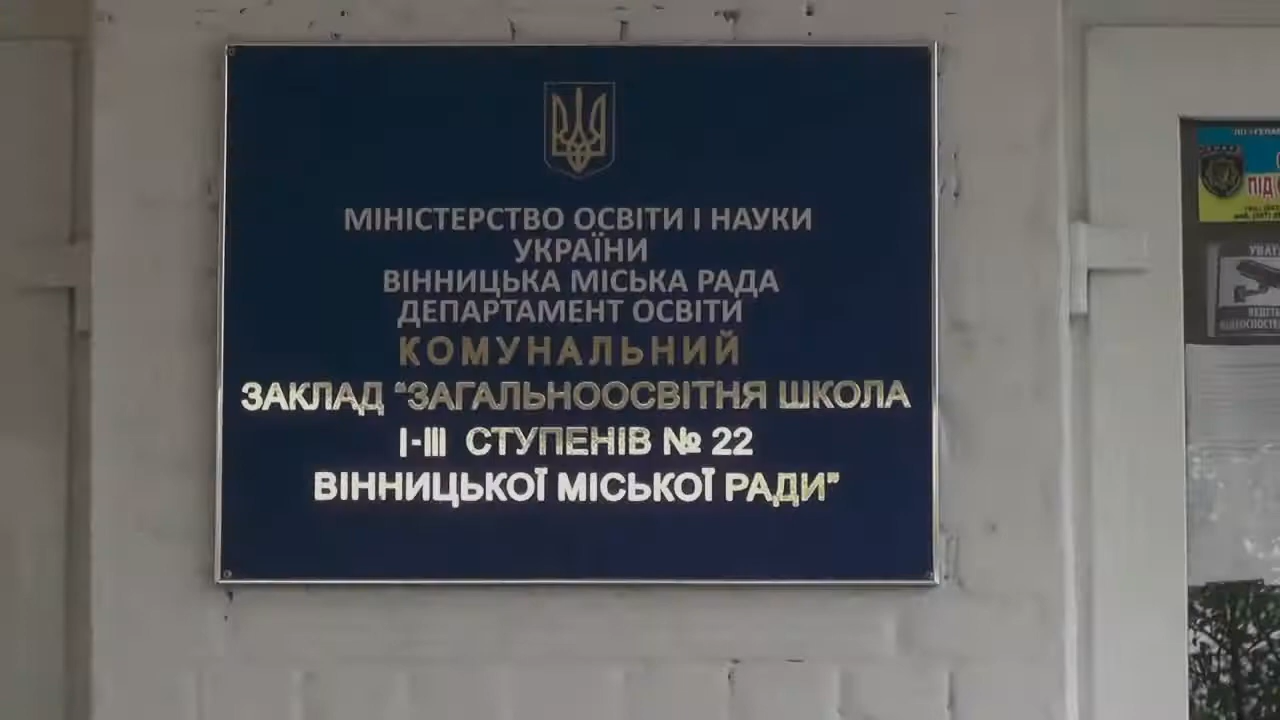 МІНІСТЕРСТВО ОСВІТИ І НАУКИ
УКРАЇНИ
ВІННИЦЬКА МІСЬКА РАДА
ДЕПАРТАМЕНТ ОСВІТИ
КОМУНАЛЬНИЙ
ЗАКЛАД "ЗАГАЛЬНООСВІТНЯ ШКОЛА
І-ІІІ СТУПЕНІВ № 22
ВІННИЦЬКОЇ МІСЬКОЇ РАДИ"
ПІД